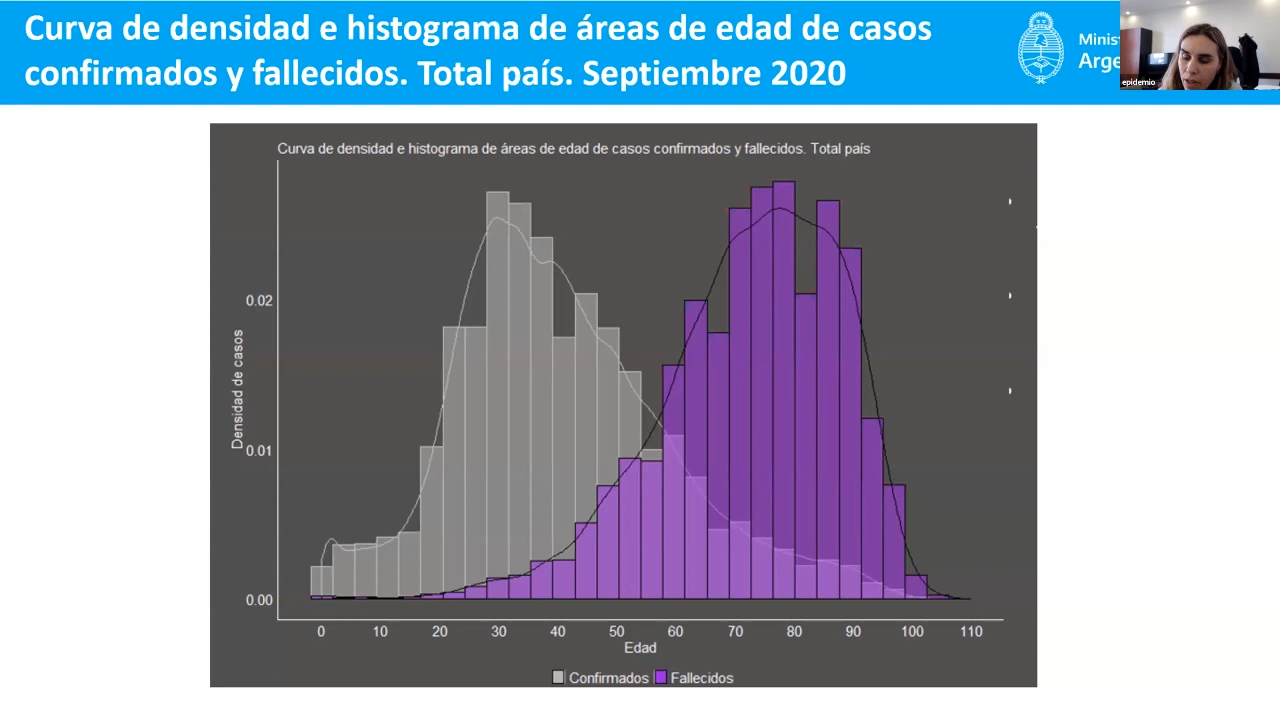 Curva de densidad e histograma de áreas de edad de casos
confirmados y fallecidos. Total país. Septiembre 2020
Minis
Arge
epidemio
Curva de densidad e histograma de áreas de edad de casos confirmados y fallecidos. Total país
Densidad de casos
0.02
0.01
0.00
0 10 20 30 40 50 60 70 80 90 100 110
Edad
Confirmados Fallecidos